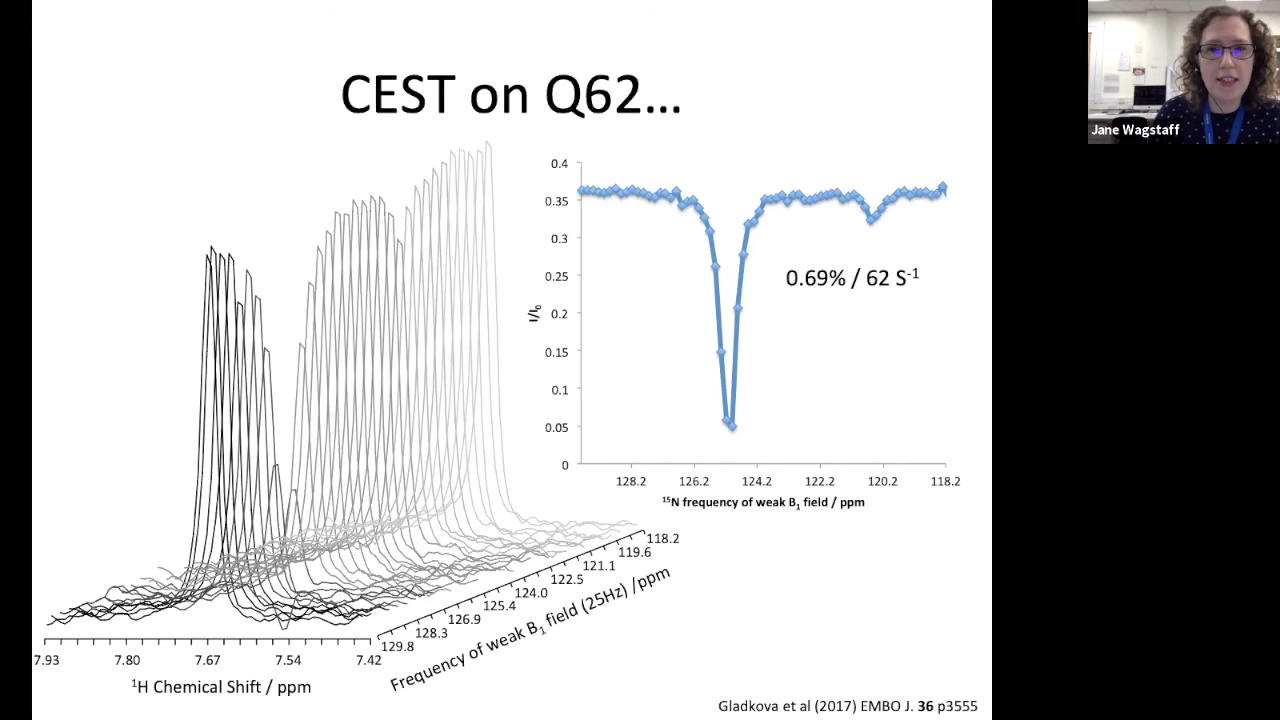 CEST on Q62...
Jane Wagstaff
0.4
0.35
0.3
0.25
0.2
0.15
0.1
0.05
0
I/I0
0.69% / 62 S-1
128.2 126.2 124.2 122.2 120.2 118.2
15N frequency of weak B1 field / ppm
118.2
119.6
121.1
122.5
124.0
125.4
126.9
128.3
129.8
Frequency of weak B1 field (25Hz) /ppm
7.93 7.80 7.67 7.54 7.42
1H Chemical Shift / ppm
Gladkova et al (2017) EMBO J. 36 p3555